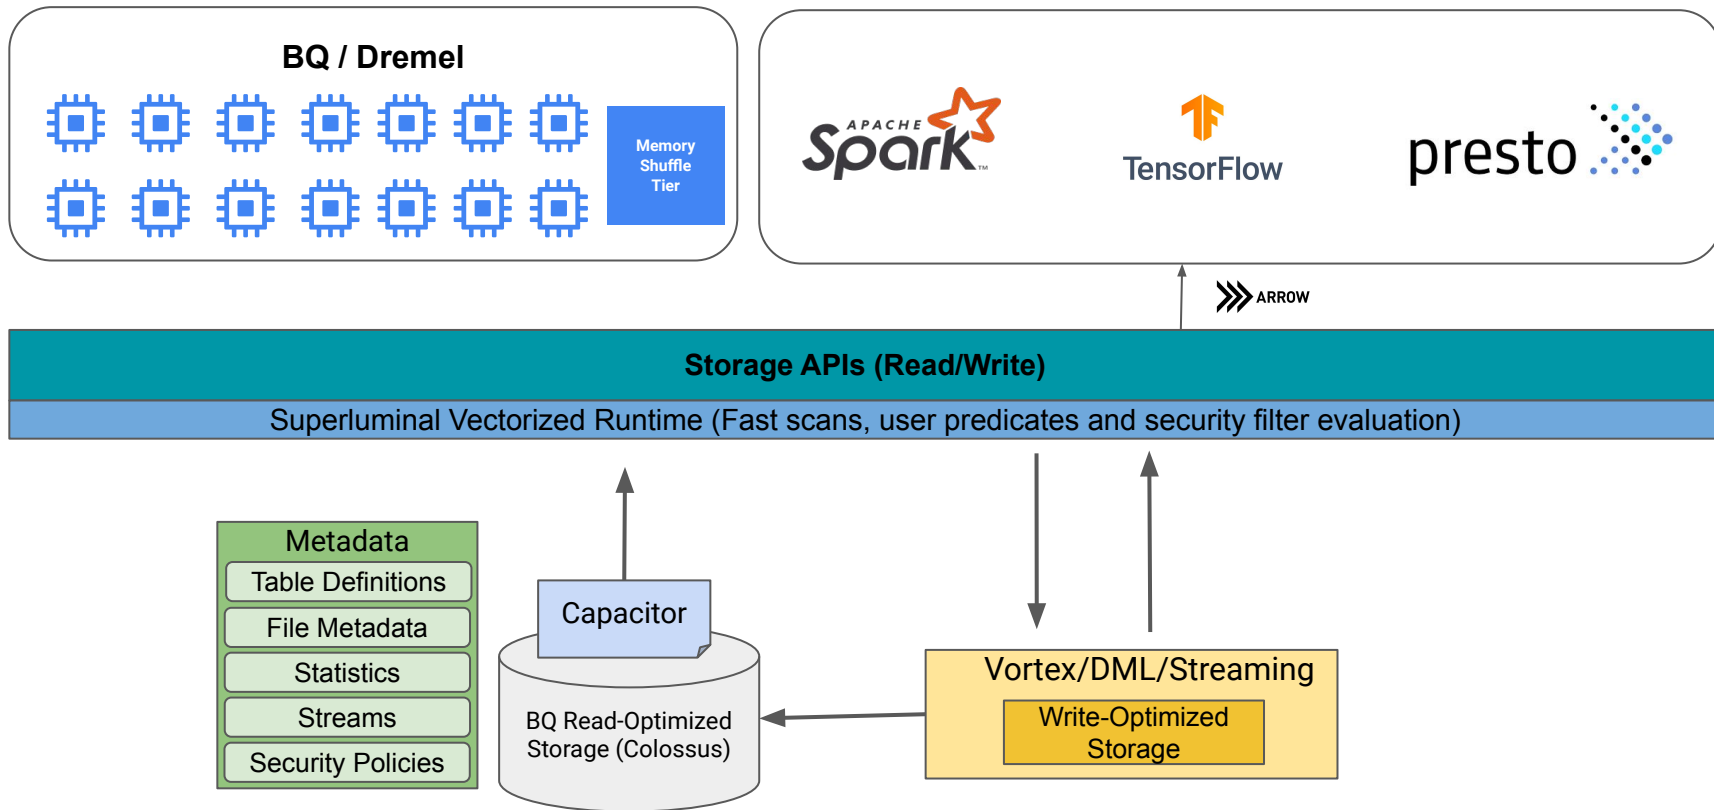 BQ / Dremel
Memory
Shuffle
Tier
APACHE
Spark™
TensorFlow
presto
ARROW
Storage APIs (Read/Write)
Superluminal Vectorized Runtime (Fast scans, user predicates and security filter evaluation)
Metadata
Table Definitions
File Metadata
Statistics
Streams
Security Policies
Capacitor
BQ Read-Optimized
Storage (Colossus)
Vortex/DML/Streaming
Write-Optimized
Storage